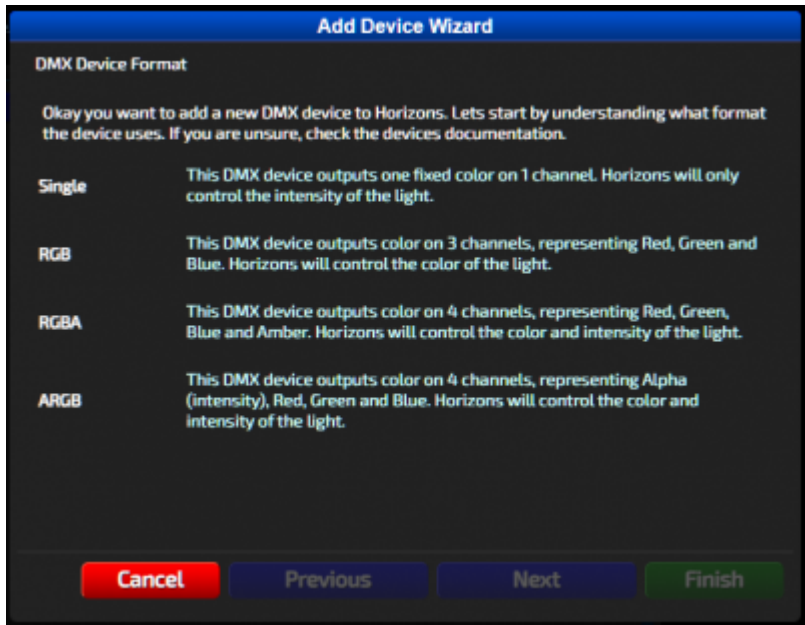 Add Device Wizard
DMX Device Format
Okay you want to add a new DMX device to Horizons. Lets start by understanding what format
the device uses. If you are unsure, check the devices documentation.
Single
This DMX device outputs one fixed color on 1 channel. Horizons will only
control the intensity of the light.
RGB
This DMX device outputs color on 3 channels, representing Red, Green and
Blue. Horizons will control the color of the light.
RGBA
This DMX device outputs color on 4 channels, representing Red, Green,
Blue and Amber. Horizons will control the color and intensity of the light.
ARGB
This DMX device outputs color on 4 channels, representing Alpha
(intensity), Red, Green and Blue. Horizons will control the color and
intensity of the light.
Cancel
Previous
Next
Finish